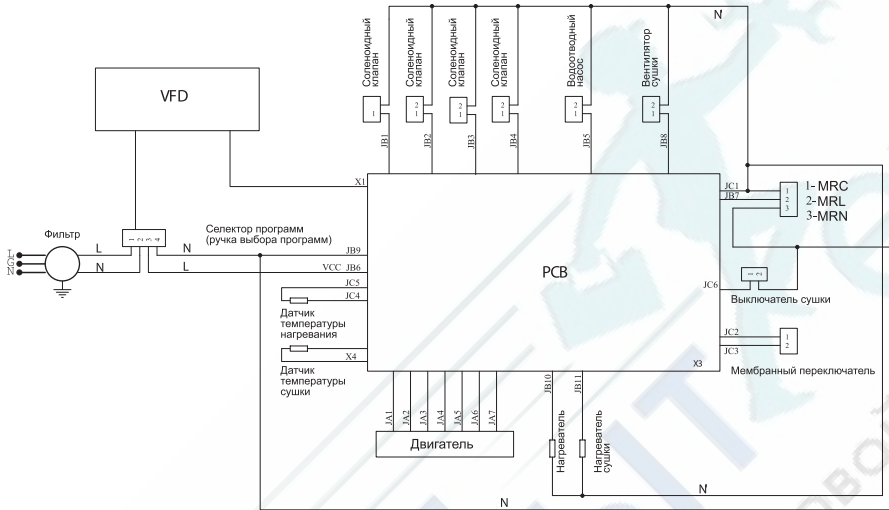 N
Соленоидный
клапан
Соленоидный
клапан
Соленоидный
клапан
Соленоидный
клапан
Водоотводный
насос
Вентилятор
сушки
VFD
1
2
1
2
1
2
1
2
1
2
1
JB1
JB2
JB3
JB4
JB5
JB8
X1
JC1
JB7
1
2
3
1- MRC
2-MRL
3-MRN
Фильтр
L
G
N
L
N
1
2
3
4
N
L
Селектор программ
(ручка выбора программ)
JB9
VCC JB6
JC5
JC4
Датчик
температуры
нагревания
X4
Датчик
температуры
сушки
PCB
JC6
1
2
Выключатель сушки
JC2
JC3
1
2
X3
Мембранный переключатель
JA1
JA2
JA3
JA4
JA5
JA6
JA7
Двигатель
JB10
JB11
Нагреватель
Нагреватель
сушки
N
N